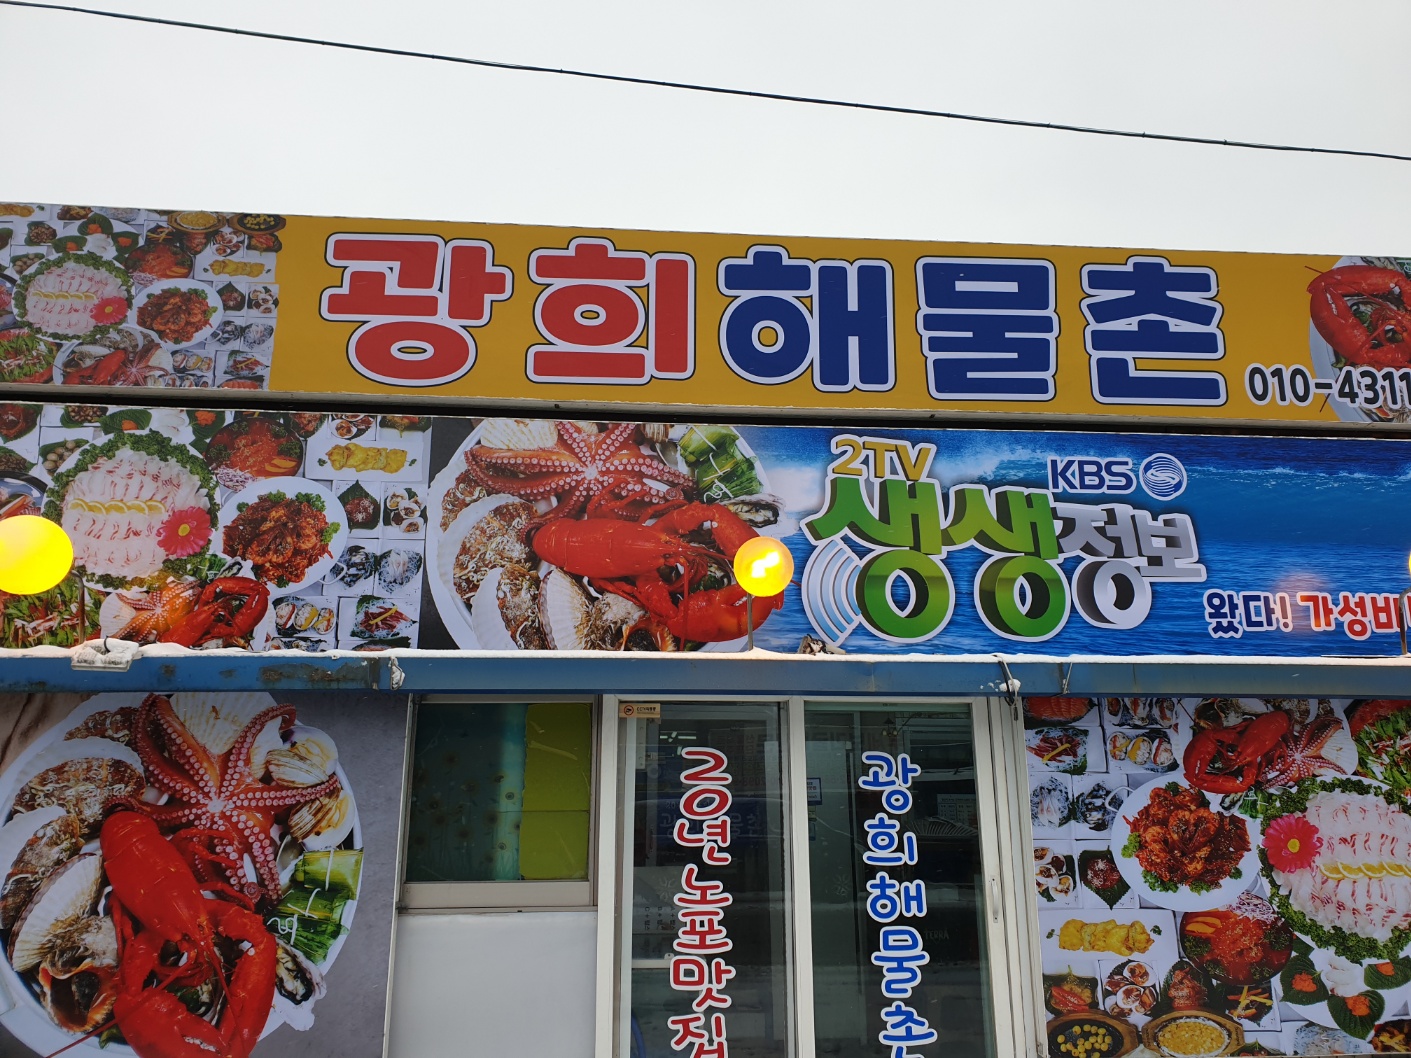 광희해물촌
010-4311
2TV KBS
생생정보
왔다! 가성비
20년 노포맛집
광희해물촌